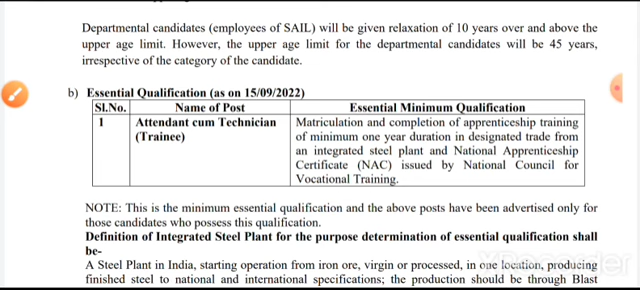 Departmental candidates (employees of SAIL) will be given relaxation of 10 years over and above the
upper age limit. However, the upper age limit for the departmental candidates will be 45 years,
irrespective of the category of the candidate.
b) Essential Qualification (as on 15/09/2022)
Sl.No. Name of Post Essential Minimum Qualification
1 Attendant cum Technician Matriculation and completion of apprenticeship training
(Trainee) of minimum one year duration in designated trade from
an integrated steel plant and National Apprenticeship
Certificate (NAC) issued by National Council for
Vocational Training.
NOTE: This is the minimum essential qualification and the above posts have been advertised only for
those candidates who possess this qualification.
Definition of Integrated Steel Plant for the purpose determination of essential qualification shall
be-
A Steel Plant in India, starting operation from iron ore, virgin or processed, in one location, producing
finished steel to national and international specifications; the production should be through Blast
XRecorder